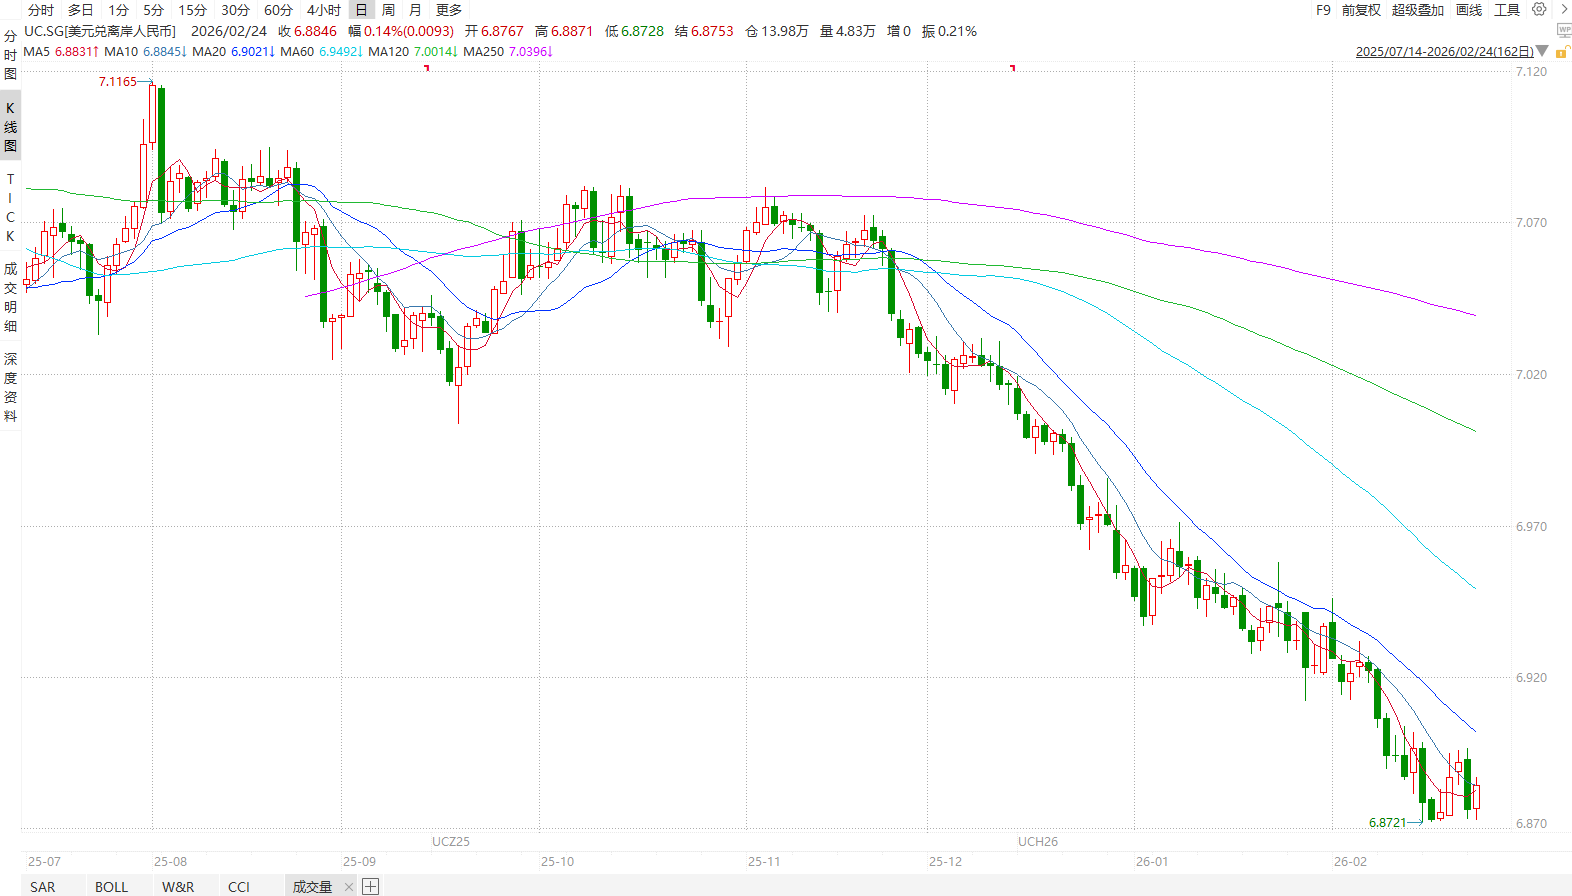 分时 多日 1分 5分 15分 30分 60分 4小时 日 周 月 更多 F9 前复权 超级叠加 画线 工具
UC.SG[美元兑离岸人民币] 2026/02/24 收 6.8846 幅 0.14%(0.0093) 开 6.8767 高 6.8871 低 6.8728 结 6.8753 仓 13.98万 量 4.83万 增 0 振 0.21%
MA5 6.8831↑ MA10 6.8845↓ MA20 6.9021↓ MA60 6.9492↓ MA120 7.0014↓ MA250 7.0396↓
2025/07/14-2026/02/24(162日)
WP
分时图
K线图
TICK
成交明细
深度资料
7.1165
7.120
7.070
7.020
6.970
6.920
6.870
6.8721
UCZ25 UCH26
25-07 25-08 25-09 25-10 25-11 25-12 26-01 26-02
SAR BOLL W&R CCI 成交量